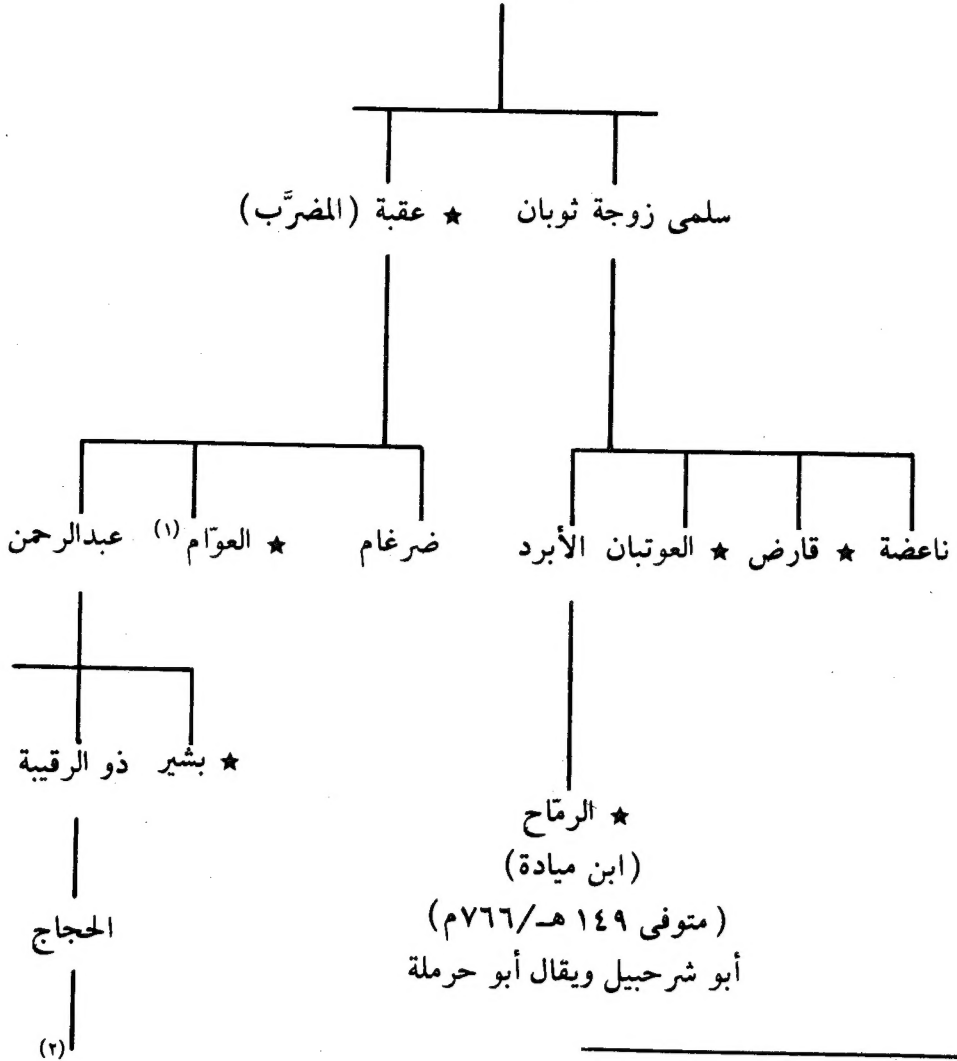 سلمى زوجة ثوبان ★ عقبة (المضرَّب)
ناعضة ★ قارض ★ العوتبان الأبرد ضرغام ★ العوّام (١) عبدالرحمن
★ بشير ذو الرقيبة
★ الرمّاح
(ابن ميادة)
(متوفى ١٤٩ هـ/٧٦٦م)
أبو شرحبيل ويقال أبو حرملة
الحجاج
(٢)